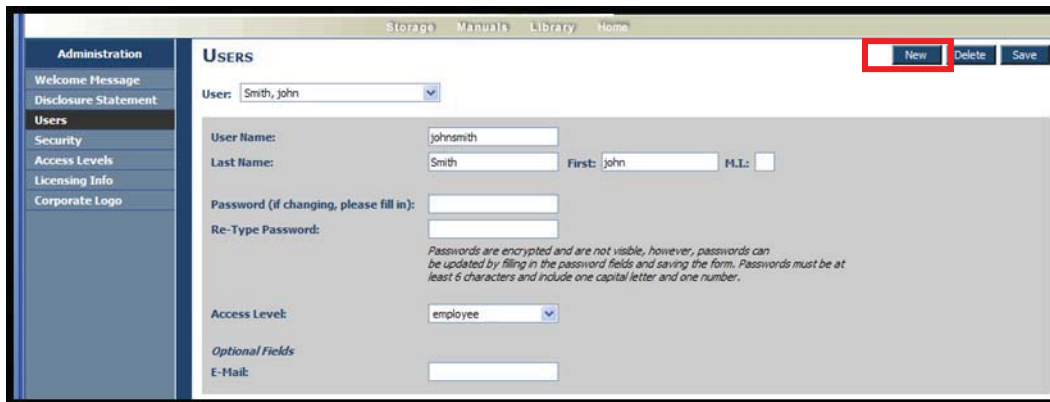 Storage Manuals Library Home
Administration
Welcome Message
Disclosure Statement
Users
Security
Access Levels
Licensing Info
Corporate Logo
USERS
New Delete Save
User: Smith, john
User Name: johnsmith
Last Name: Smith First: john M.I.:
Password (if changing, please fill in):
Re-Type Password:
Passwords are encrypted and are not visible, however, passwords can
be updated by filling in the password fields and saving the form. Passwords must be at
least 6 characters and include one capital letter and one number.
Access Level: employee
Optional Fields
E-Mail: